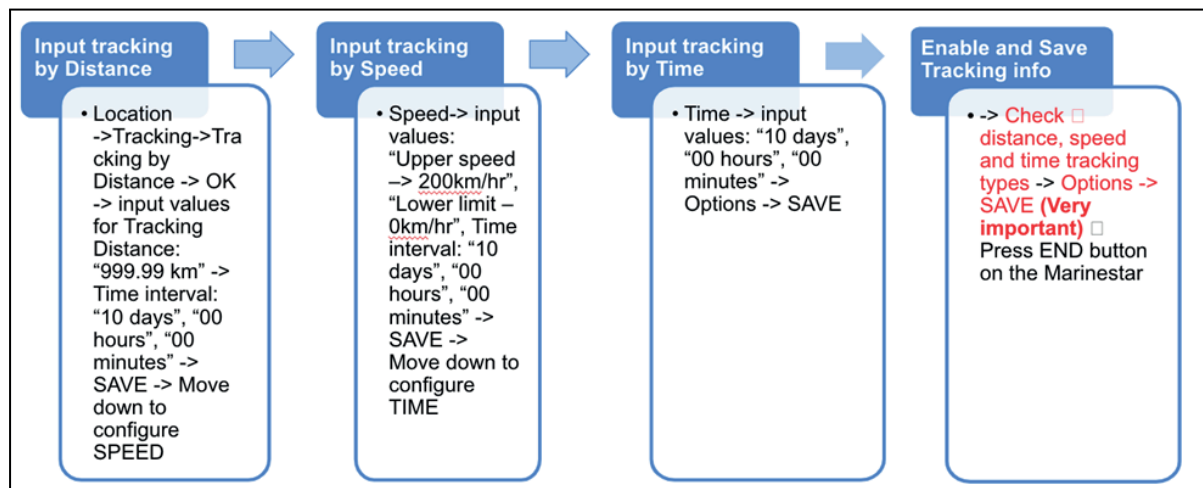 Input tracking
by Distance
• Location
->Tracking->Tra
cking by
Distance -> OK
-> input values
for Tracking
Distance:
“999.99 km” ->
Time interval:
“10 days”, “00
hours”, “00
minutes” ->
SAVE -> Move
down to
configure
SPEED
Input tracking
by Speed
• Speed-> input
values:
“Upper speed
–> 200km/hr”,
“Lower limit –
0km/hr”, Time
interval: “10
days”, “00
hours”, “00
minutes” ->
SAVE ->
Move down to
configure
TIME
Input tracking
by Time
• Time -> input
values: “10 days”,
“00 hours”, “00
minutes” ->
Options -> SAVE
Enable and Save
Tracking info
• -> Check □
distance, speed
and time tracking
types -> Options ->
SAVE (Very
important) □
Press END button
on the Marinestar